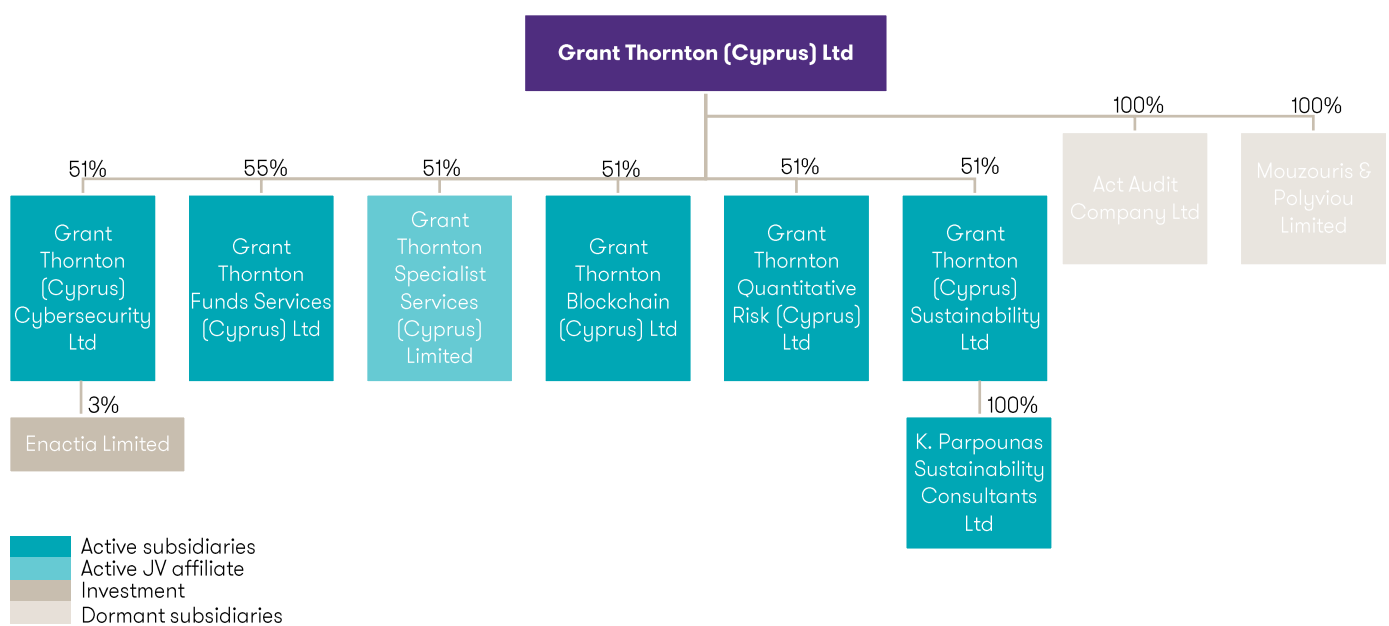 Grant Thornton (Cyprus) Ltd
100%
100%
51%
55%
51%
51%
51%
51%
Act Audit
Company Ltd
Mouzouris &
Polyviou
Limited
Grant
Thornton
(Cyprus)
Cybersecurity
Ltd
Grant
Thornton
Funds Services
(Cyprus) Ltd
Grant
Thornton
Specialist
Services
(Cyprus)
Limited
Grant
Thornton
Blockchain
(Cyprus) Ltd
Grant
Thornton
Quantitative
Risk (Cyprus)
Ltd
Grant
Thornton
(Cyprus)
Sustainability
Ltd
3%
100%
Enactia Limited
K. Parpounas
Sustainability
Consultants
Ltd
Active subsidiaries
Active JV affiliate
Investment
Dormant subsidiaries